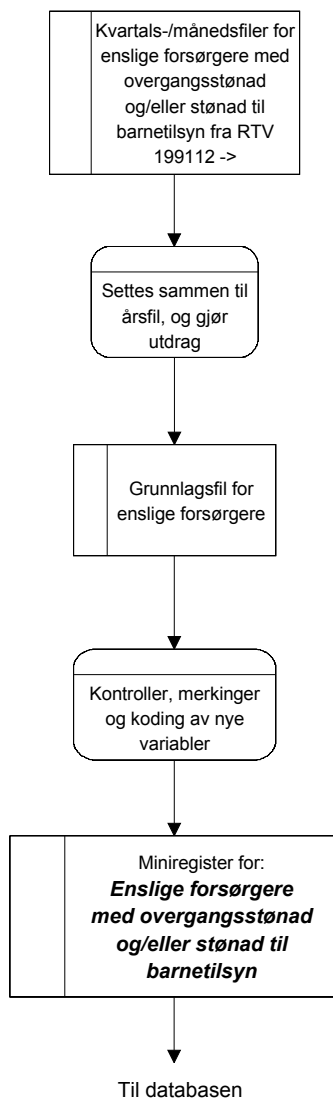 Kvartals-/månedsfiler for
enslige forsørgere med
overgangsstønad
og/eller stønad til
barnetilsyn fra RTV
199112 ->
Settes sammen til
årsfil, og gjør
utdrag
Grunnlagsfil for
enslige forsørgere
Kontroller, merkinger
og koding av nye
variabler
Miniregister for:
Enslige forsørgere
med overgangsstønad
og/eller stønad til
barnetilsyn
Til databasen